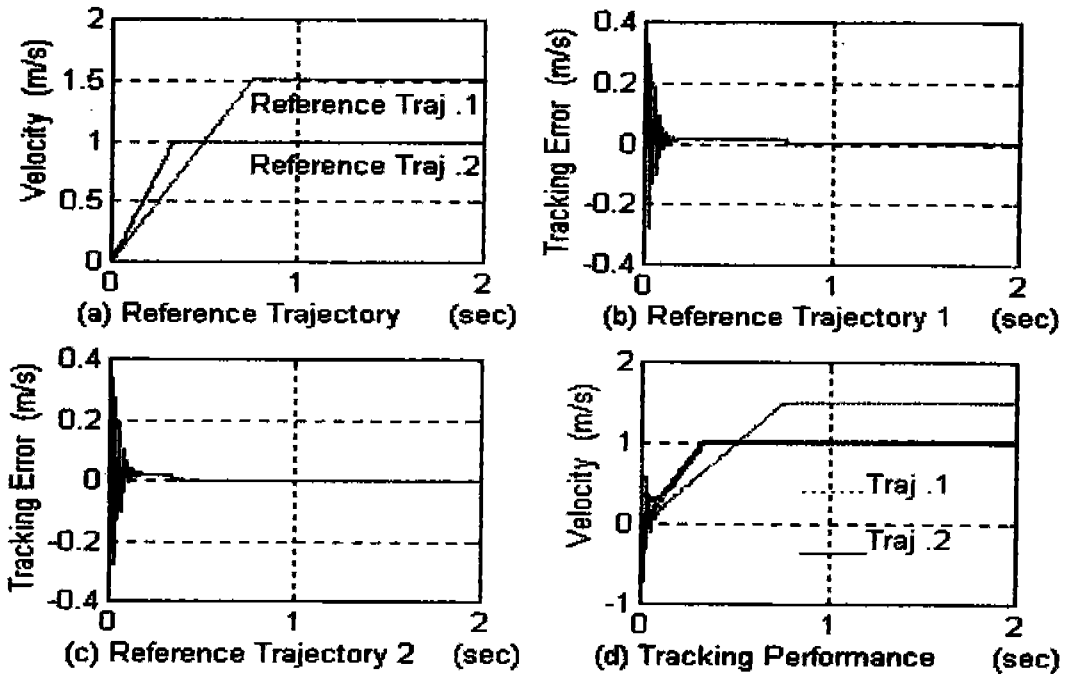 2
1.5
1
0.5
0
Velocity (m/s)
Reference Traj .1
Reference Traj .2
0 1 2
(a) Reference Trajectory (sec)
0.4
0.2
0
-0.2
-0.4
Tracking Error (m/s)
0 1 2
(b) Reference Trajectory 1 (sec)
0.4
0.2
0
-0.2
-0.4
Tracking Error (m/s)
0 1 2
(c) Reference Trajectory 2 (sec)
2
1
0
-1
Velocity (m/s)
Traj .1
Traj .2
0 1 2
(d) Tracking Performance (sec)